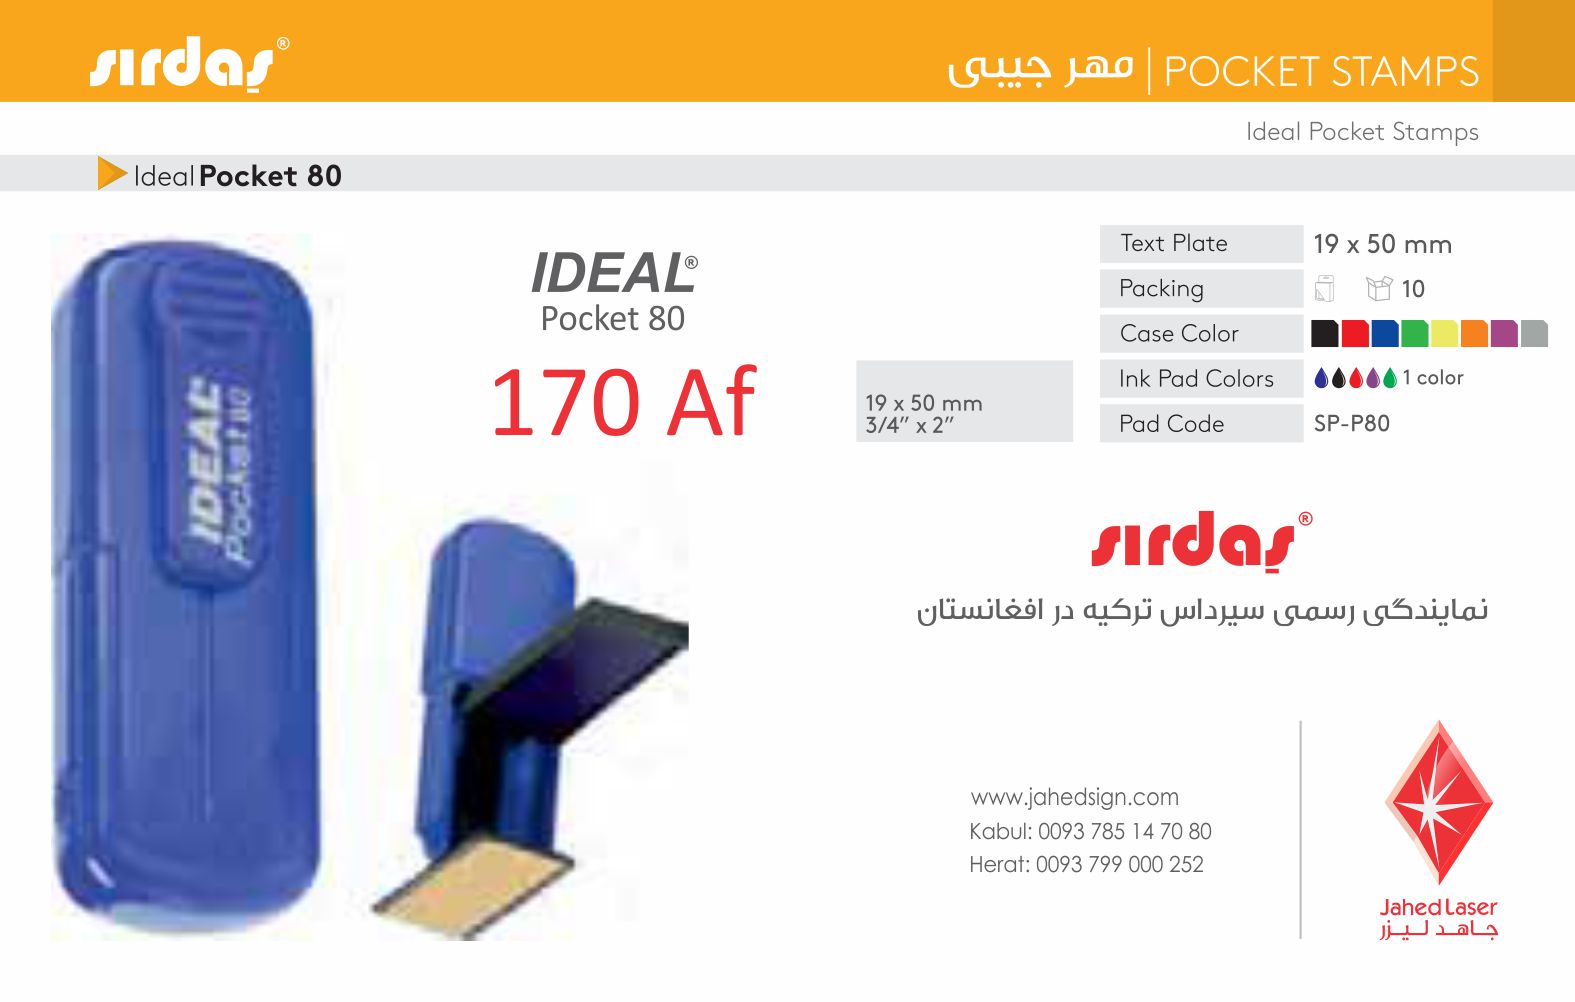 sırdaş®
مهر جیبی | POCKET STAMPS
Ideal Pocket Stamps
Ideal Pocket 80
IDEAL®
Pocket 80
170 Af
19 x 50 mm
3/4” x 2”
Text Plate 19 x 50 mm
Packing 10
Case Color
Ink Pad Colors 1 color
Pad Code SP-P80
IDEAL
Pocket 80
sırdaş®
نمایندگی رسمی سیرداس ترکیه در افغانستان
www.jahedsign.com
Kabul: 0093 785 14 70 80
Herat: 0093 799 000 252
Jahed Laser
جاهد لیزر